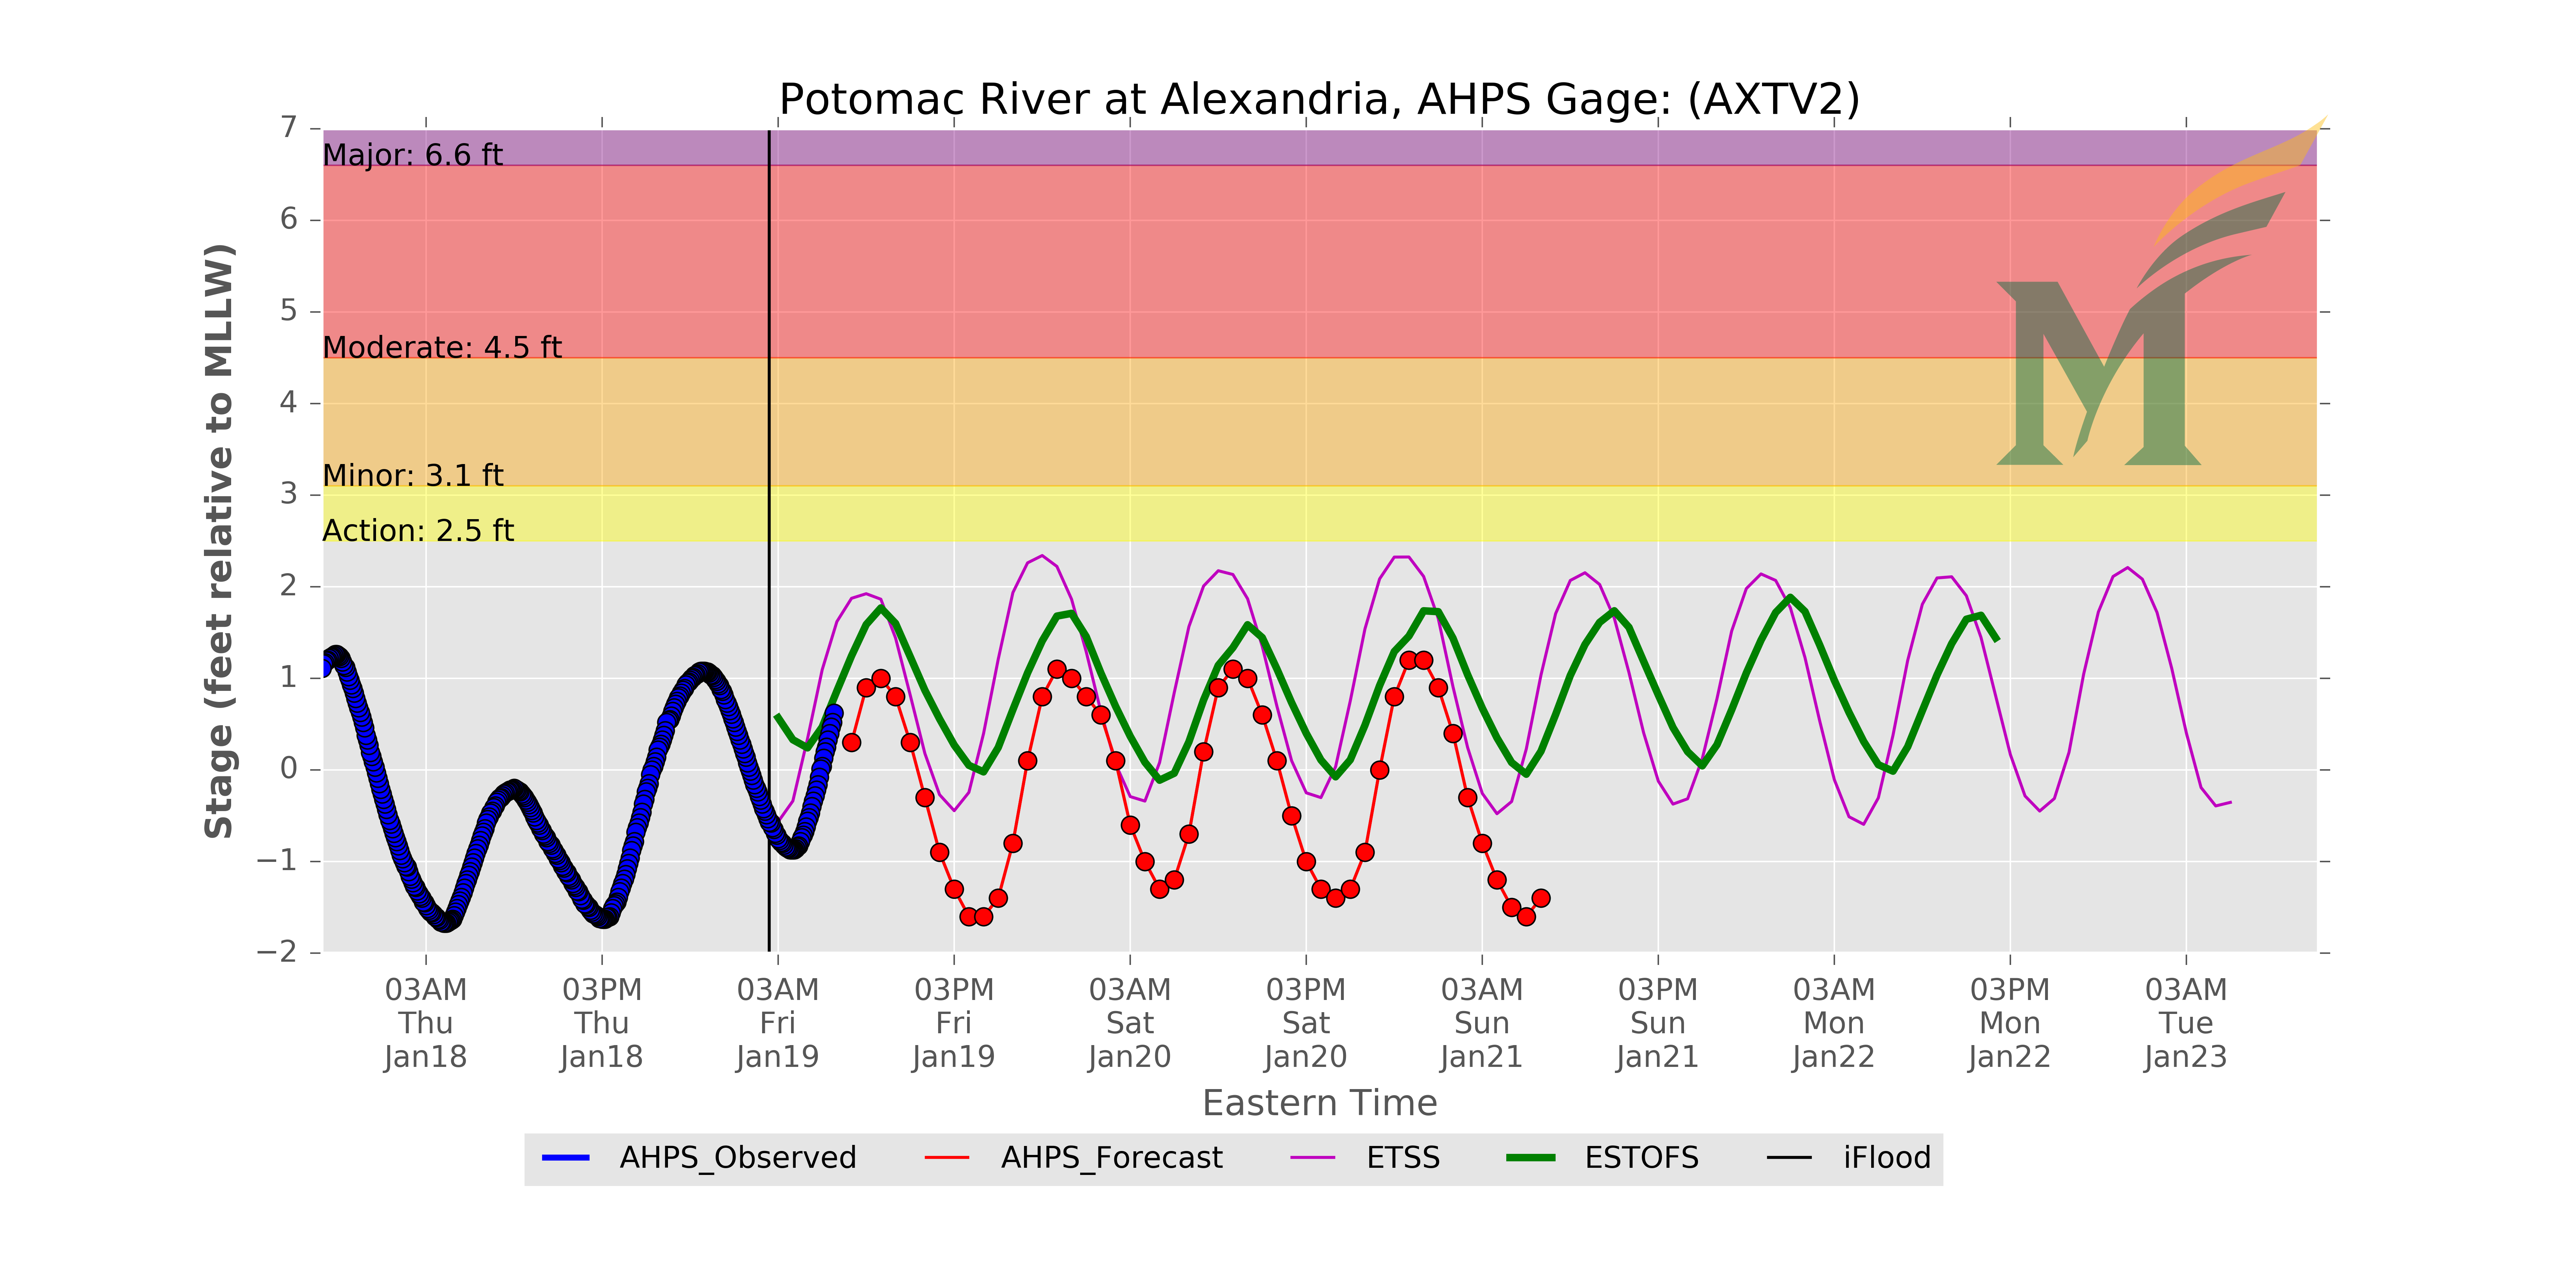 Potomac River at Alexandria, AHPS Gage: (AXTV2)
Stage (feet relative to MLLW)
7
6
5
4
3
2
1
0
−1
−2
Major: 6.6 ft
Moderate: 4.5 ft
Minor: 3.1 ft
Action: 2.5 ft
03AM Thu Jan18
03PM Thu Jan18
03AM Fri Jan19
03PM Fri Jan19
03AM Sat Jan20
03PM Sat Jan20
03AM Sun Jan21
03PM Sun Jan21
03AM Mon Jan22
03PM Mon Jan22
03AM Tue Jan23
Eastern Time
AHPS_Observed AHPS_Forecast ETSS ESTOFS iFlood